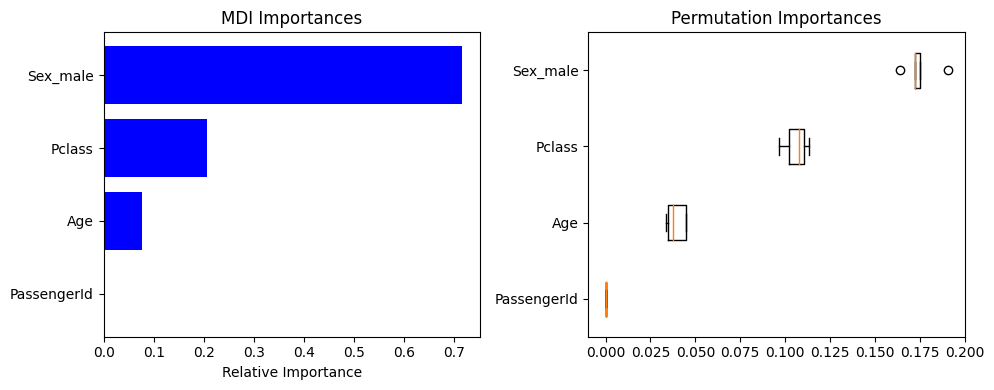 MDI Importances
Sex_male
Pclass
Age
PassengerId
0.0 0.1 0.2 0.3 0.4 0.5 0.6 0.7
Relative Importance
Permutation Importances
Sex_male
Pclass
Age
PassengerId
0.000 0.025 0.050 0.075 0.100 0.125 0.150 0.175 0.200